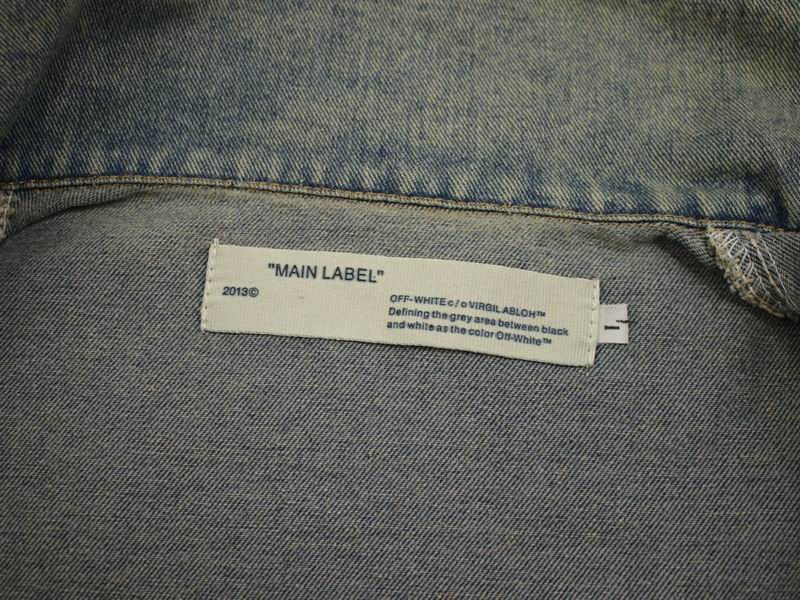 "MAIN LABEL"
2013©
OFF-WHITE c/o VIRGIL ABLOH™
Defining the grey area between black
and white as the color Off-White™